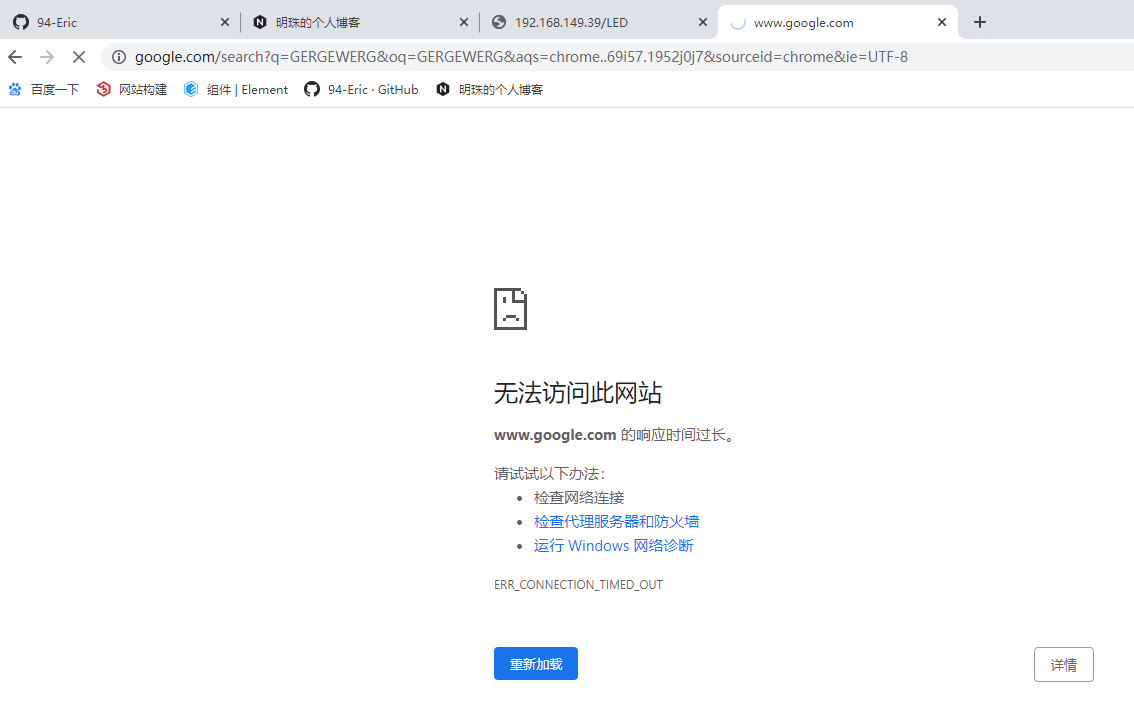 94-Eric
明珠的个人博客
192.168.149.39/LED
www.google.com
google.com/search?q=GERGEWERG&oq=GERGEWERG&aqs=chrome..69i57.1952j0j7&sourceid=chrome&ie=UTF-8
百度一下 网站构建 组件 | Element 94-Eric · GitHub 明珠的个人博客
无法访问此网站
www.google.com 的响应时间过长。
请试试以下办法：
检查网络连接
检查代理服务器和防火墙
运行 Windows 网络诊断
ERR_CONNECTION_TIMED_OUT
重新加载
详情